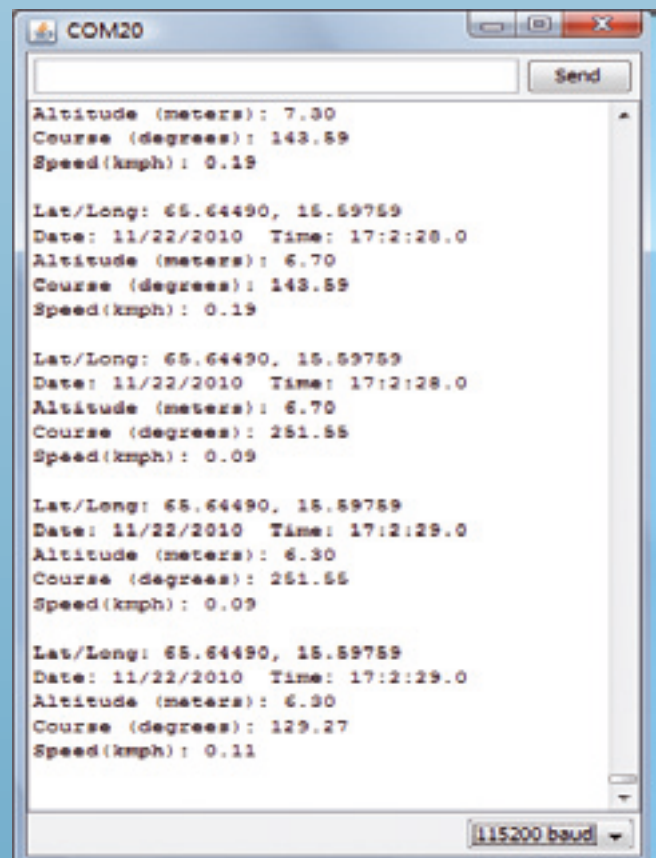 COM20
Send
Altitude (meters): 7.30
Course (degrees): 143.59
Speed(kmph): 0.19
Lat/Long: 65.64490, 15.59759
Date: 11/22/2010  Time: 17:2:28.0
Altitude (meters): 6.70
Course (degrees): 143.59
Speed(kmph): 0.19
Lat/Long: 65.64490, 15.59759
Date: 11/22/2010  Time: 17:2:28.0
Altitude (meters): 6.70
Course (degrees): 251.55
Speed(kmph): 0.09
Lat/Long: 65.64490, 15.59759
Date: 11/22/2010  Time: 17:2:29.0
Altitude (meters): 6.30
Course (degrees): 251.55
Speed(kmph): 0.09
Lat/Long: 65.64490, 15.59759
Date: 11/22/2010  Time: 17:2:29.0
Altitude (meters): 6.30
Course (degrees): 129.27
Speed(kmph): 0.11
115200 baud